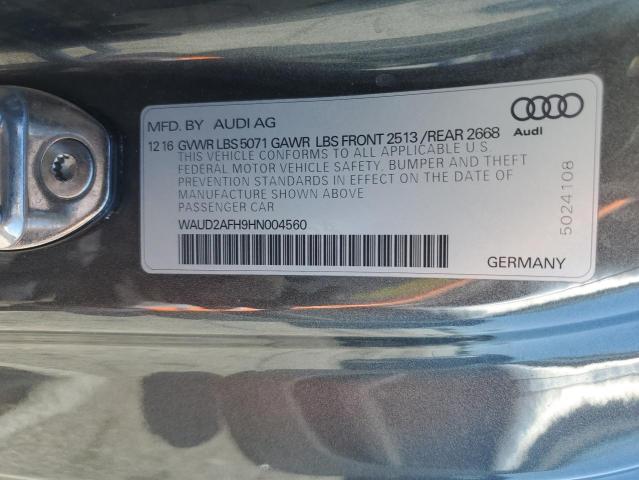 MFD. BY AUDI AG
Audi
12 16 GVWR LBS 5071 GAWR LBS FRONT 2513 / REAR 2668
THIS VEHICLE CONFORMS TO ALL APPLICABLE U.S.
FEDERAL MOTOR VEHICLE SAFETY, BUMPER AND THEFT
PREVENTION STANDARDS IN EFFECT ON THE DATE OF
MANUFACTURE SHOWN ABOVE
PASSENGER CAR
WAUD2AFH9HN004560
GERMANY
5024108